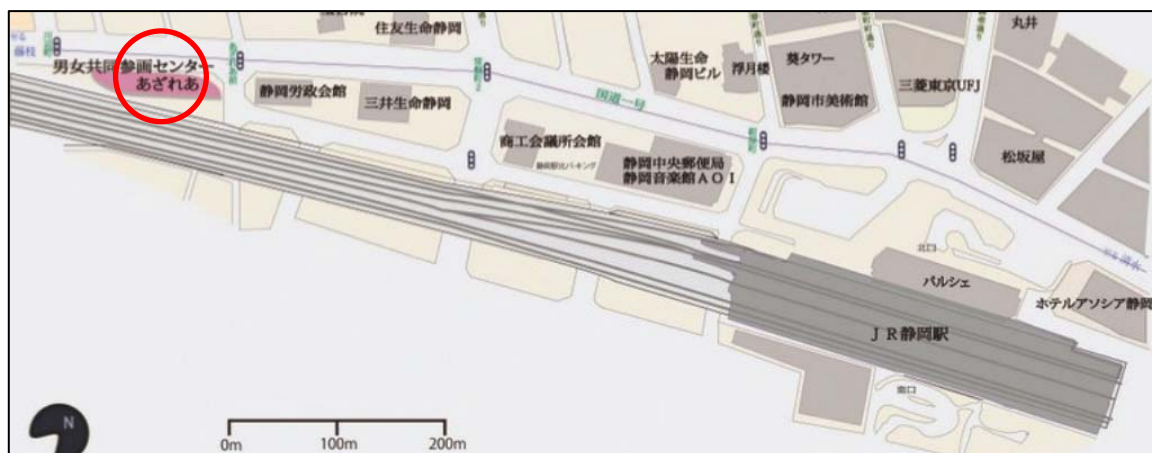 住友生命静岡
丸井
太陽生命
静岡ビル
浮月楼
葵タワー
静岡市美術館
三菱東京UFJ
男女共同参画センター
あざれあ
静岡労政会館
三井生命静岡
国道一号
商工会議所会館
静岡中央郵便局
静岡音楽館AOI
松坂屋
北口
パルシェ
ホテルアソシア静岡
JR静岡駅
南口
N
0m
100m
200m